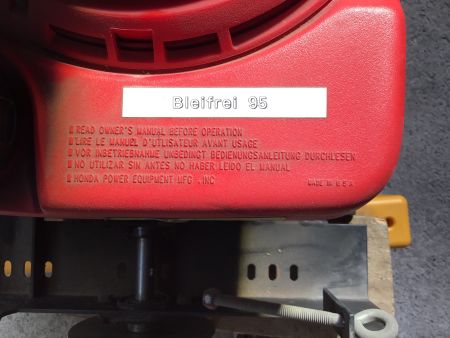 Bleifrei 95
READ OWNER'S MANUAL BEFORE OPERATION
LIRE LE MANUEL D'UTLISATEUR AVANT USAGE
VOR INBETRIEBNAHME UNBEDINGT BEDIENUNGSANLEITUNG DURCHLESEN
NO UTILIZAR SIN ANTES NO HABER LEIDO EL MANUAL
HONDA POWER EQUIPMENT MFG.,INC
MADE IN U.S.A